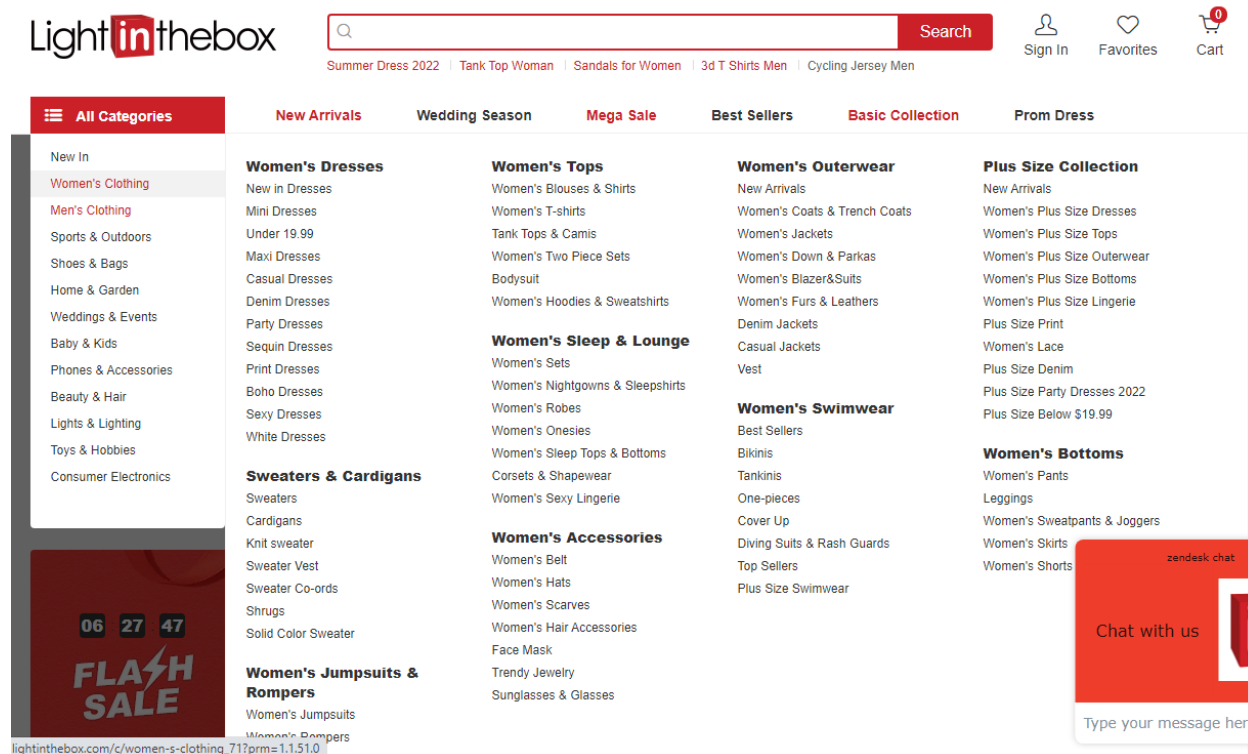 Lightinthebox
Search
Sign In
Favorites
0
Cart
Summer Dress 2022
Tank Top Woman
Sandals for Women
3d T Shirts Men
Cycling Jersey Men
All Categories
New Arrivals
Wedding Season
Mega Sale
Best Sellers
Basic Collection
Prom Dress
New In
Women's Clothing
Men's Clothing
Sports & Outdoors
Shoes & Bags
Home & Garden
Weddings & Events
Baby & Kids
Phones & Accessories
Beauty & Hair
Lights & Lighting
Toys & Hobbies
Consumer Electronics
06 27 47
FLASH
SALE
Women's Dresses
New in Dresses
Mini Dresses
Under 19.99
Maxi Dresses
Casual Dresses
Denim Dresses
Party Dresses
Sequin Dresses
Print Dresses
Boho Dresses
Sexy Dresses
White Dresses
Sweaters & Cardigans
Sweaters
Cardigans
Knit sweater
Sweater Vest
Sweater Co-ords
Shrugs
Solid Color Sweater
Women's Jumpsuits &
Rompers
Women's Jumpsuits
Women's Rompers
Women's Tops
Women's Blouses & Shirts
Women's T-shirts
Tank Tops & Camis
Women's Two Piece Sets
Bodysuit
Women's Hoodies & Sweatshirts
Women's Sleep & Lounge
Women's Sets
Women's Nightgowns & Sleepshirts
Women's Robes
Women's Onesies
Women's Sleep Tops & Bottoms
Corsets & Shapewear
Women's Sexy Lingerie
Women's Accessories
Women's Belt
Women's Hats
Women's Scarves
Women's Hair Accessories
Face Mask
Trendy Jewelry
Sunglasses & Glasses
Women's Outerwear
New Arrivals
Women's Coats & Trench Coats
Women's Jackets
Women's Down & Parkas
Women's Blazer&Suits
Women's Furs & Leathers
Denim Jackets
Casual Jackets
Vest
Women's Swimwear
Best Sellers
Bikinis
Tankinis
One-pieces
Cover Up
Diving Suits & Rash Guards
Top Sellers
Plus Size Swimwear
Plus Size Collection
New Arrivals
Women's Plus Size Dresses
Women's Plus Size Tops
Women's Plus Size Outerwear
Women's Plus Size Bottoms
Women's Plus Size Lingerie
Plus Size Print
Women's Lace
Plus Size Denim
Plus Size Party Dresses 2022
Plus Size Below $19.99
Women's Bottoms
Women's Pants
Leggings
Women's Sweatpants & Joggers
Women's Skirts
Women's Shorts
zendesk chat
Chat with us
Type your message her
lightinthebox.com/c/women-s-clothing_71?prm=1.1.51.0